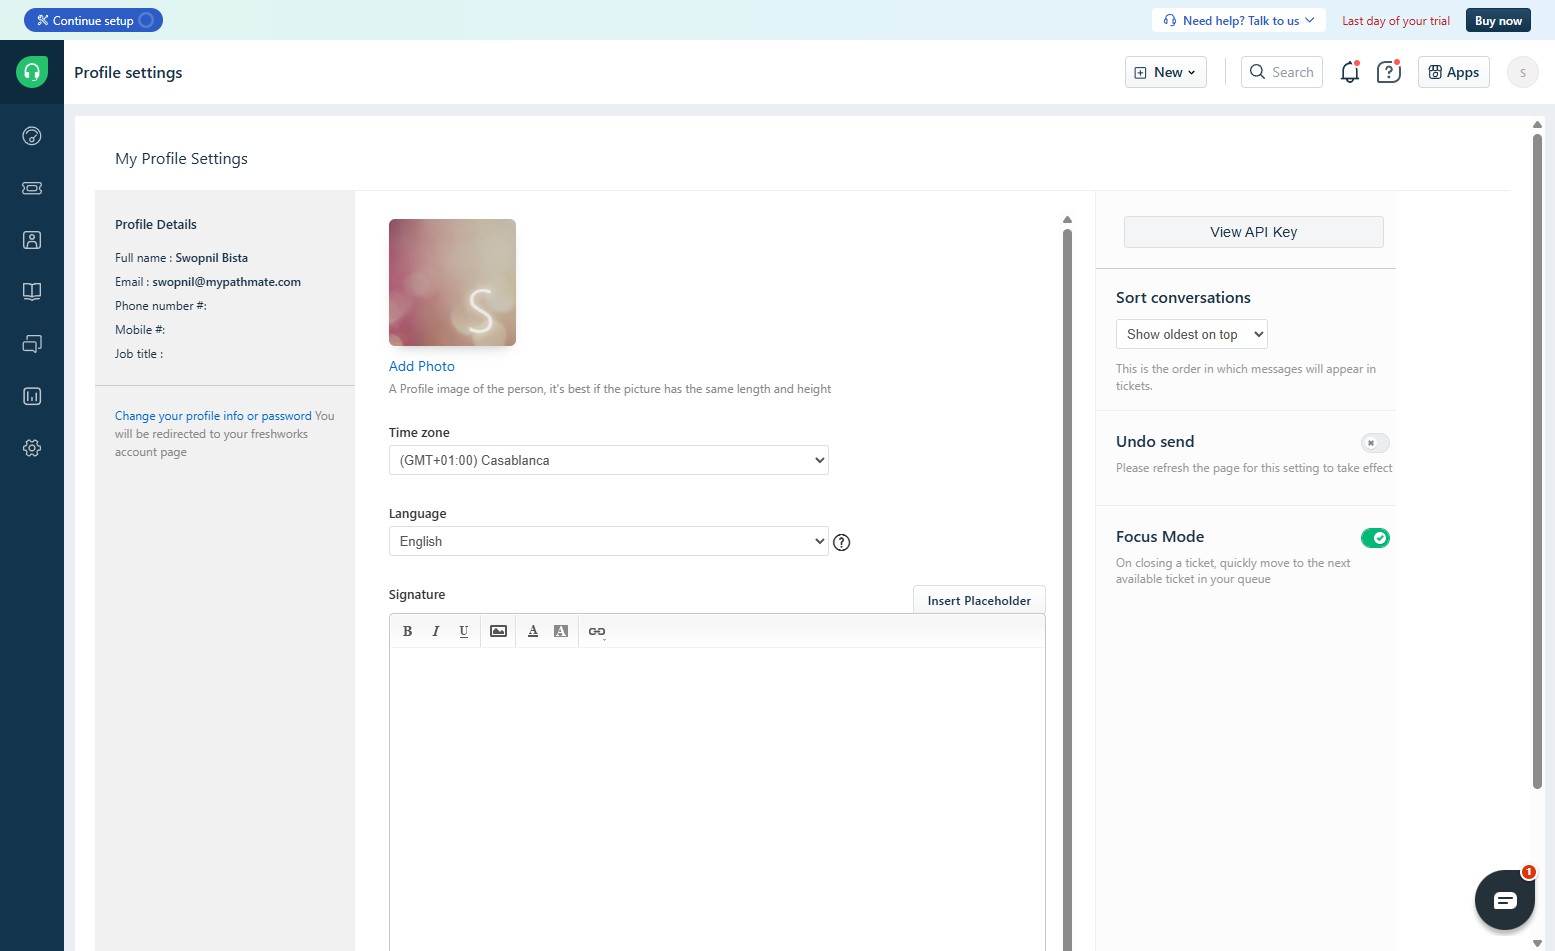 Continue setup
Need help? Talk to us
Last day of your trial
Buy now
Profile settings
New
Search
Apps
S
My Profile Settings
Profile Details
Full name : Swopnil Bista
Email : swopnil@mypathmate.com
Phone number #:
Mobile #:
Job title :
Change your profile info or password You
will be redirected to your freshworks
account page
S
Add Photo
A Profile image of the person, it's best if the picture has the same length and height
Time zone
(GMT+01:00) Casablanca
Language
English
Signature
Insert Placeholder
B I U A A
View API Key
Sort conversations
Show oldest on top
This is the order in which messages will appear in
tickets.
Undo send
Please refresh the page for this setting to take effect
Focus Mode
On closing a ticket, quickly move to the next
available ticket in your queue
1